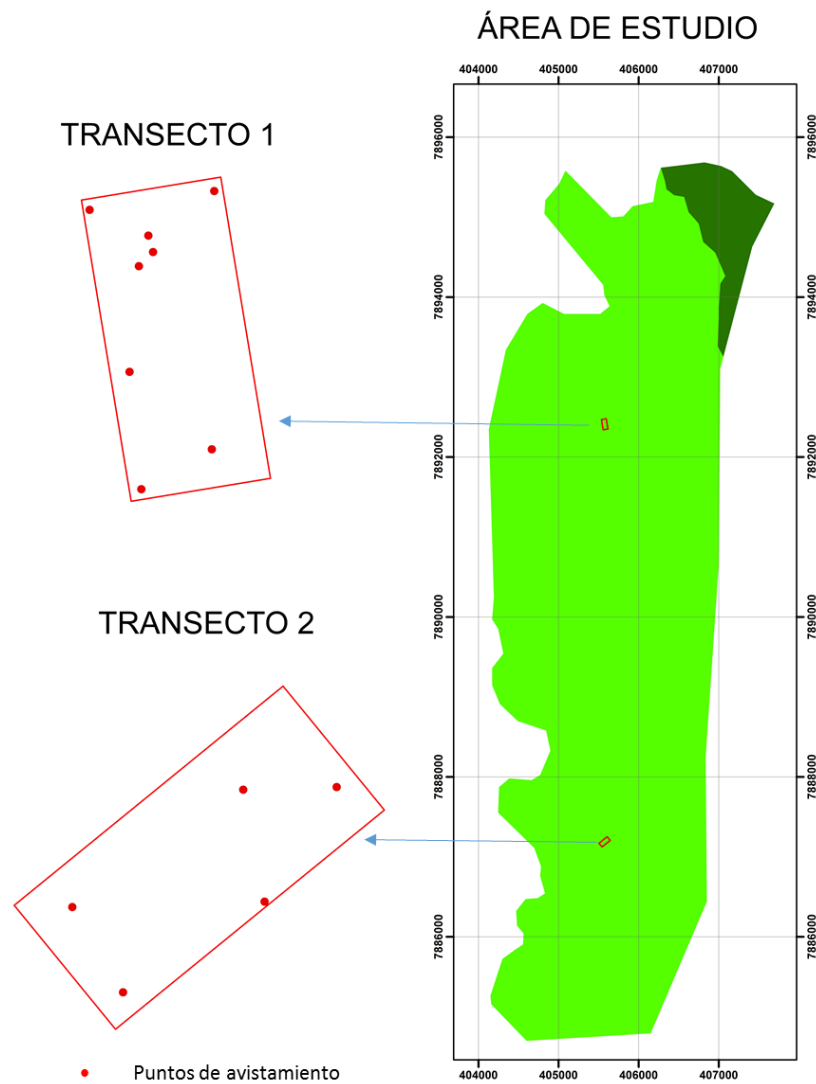 ÁREA DE ESTUDIO
404000 405000 406000 407000
TRANSECTO 1
7896000 7896000
7894000 7894000
7892000 7892000
7890000 7890000
TRANSECTO 2
7888000 7888000
7886000 7886000
404000 405000 406000 407000
Puntos de avistamiento